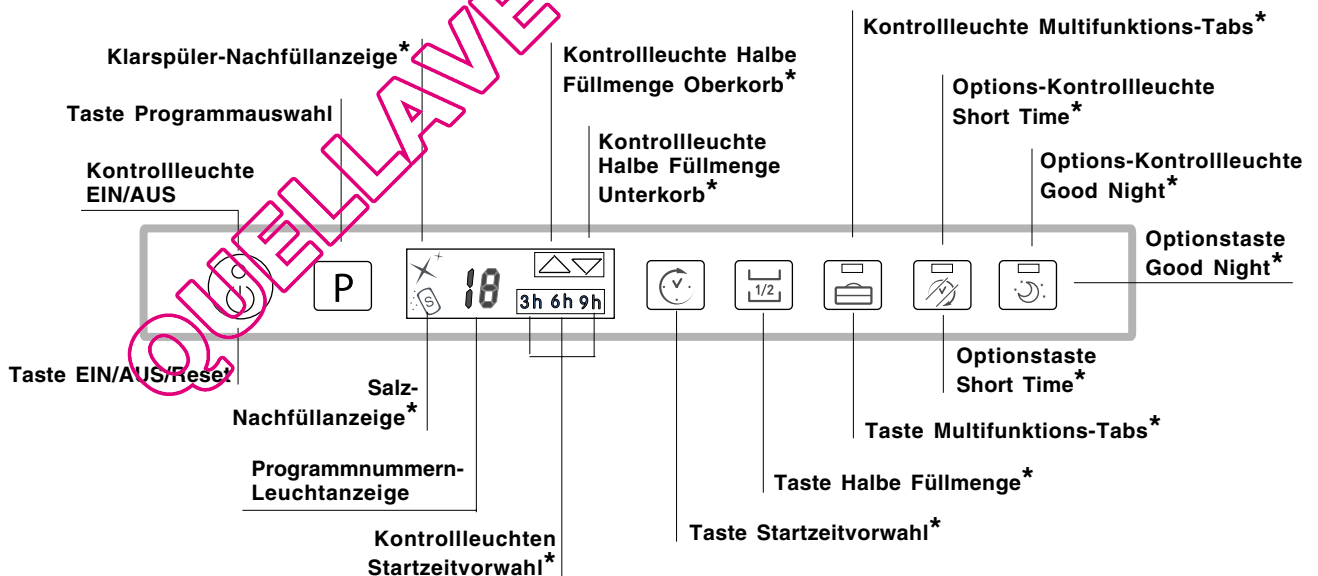 Kontrollleuchte Multifunktions-Tabs*
Klarspüler-Nachfüllanzeige*
Kontrollleuchte Halbe
Füllmenge Oberkorb*
Options-Kontrollleuchte
Short Time*
Taste Programmauswahl
Kontrollleuchte
Halbe Füllmenge
Unterkorb*
Options-Kontrollleuchte
Good Night*
Kontrollleuchte
EIN/AUS
Optionstaste
Good Night*
P
S
18
3h 6h 9h
1/2
Taste EIN/AUS/Reset
Salz-
Nachfüllanzeige*
Optionstaste
Short Time*
Taste Multifunktions-Tabs*
Programmnummern-
Leuchtanzeige
Taste Halbe Füllmenge*
Kontrollleuchten
Startzeitvorwahl*
Taste Startzeitvorwahl*